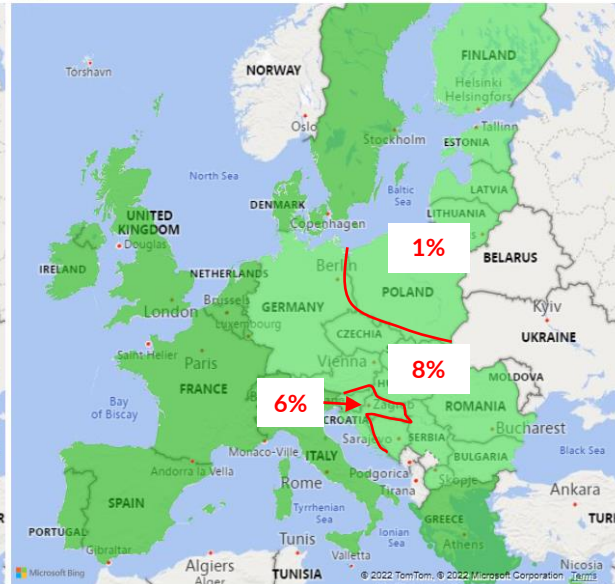 FINLAND
Helsinki
Helsingfors
Tórshavn
NORWAY
Oslo
Stockholm
Tallinn
ESTONIA
North Sea
Baltic
Sea
LATVIA
DENMARK
Copenhagen
LITHUANIA
UNITED
KINGDOM
Douglas
1%
BELARUS
IRELAND
NETHERLANDS
Berlin
POLAND
London
Brussels
GERMANY
Kyiv
Luxembourg
CZECHIA
UKRAINE
Saint Helier
Paris
Vienna
8%
MOLDOVA
FRANCE
Bay
of Biscay
6%
Zagreb
ROMANIA
CROATIA
Bucharest
Sarajevo
SERBIA
Monaco-Ville
ITALY
BULGARIA
Black Sea
Andorra la Vella
Podgorica
Skopje
Rome
Tirana
Ankara
SPAIN
Tyrrhenian
Sea
GREECE
PORTUGAL
Ionian
Sea
Athens
Gibraltar
Tunis
Valletta
Nicosia
Algiers
Alger
TUNISIA
Microsoft Bing
© 2022 TomTom, © 2022 Microsoft Corporation Terms